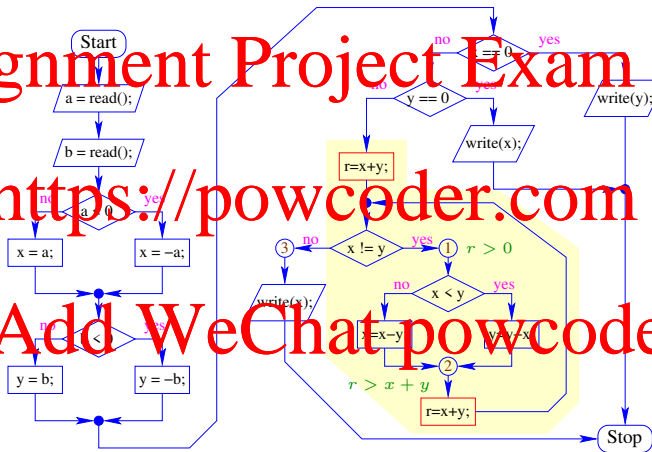 Start
a = read();
b = read();
no
yes
x = a;
x = −a;
no
yes
y = b;
y = −b;
no
x == 0
yes
no
y == 0
yes
write(y);
write(x);
r=x+y;
3
no
x != y
yes
1
r > 0
write(x);
no
x < y
yes
x=x−y
y=y−x
2
r > x + y
r=x+y;
Stop
gnment Project Exam
https://powcoder.com
Add WeChat powcode